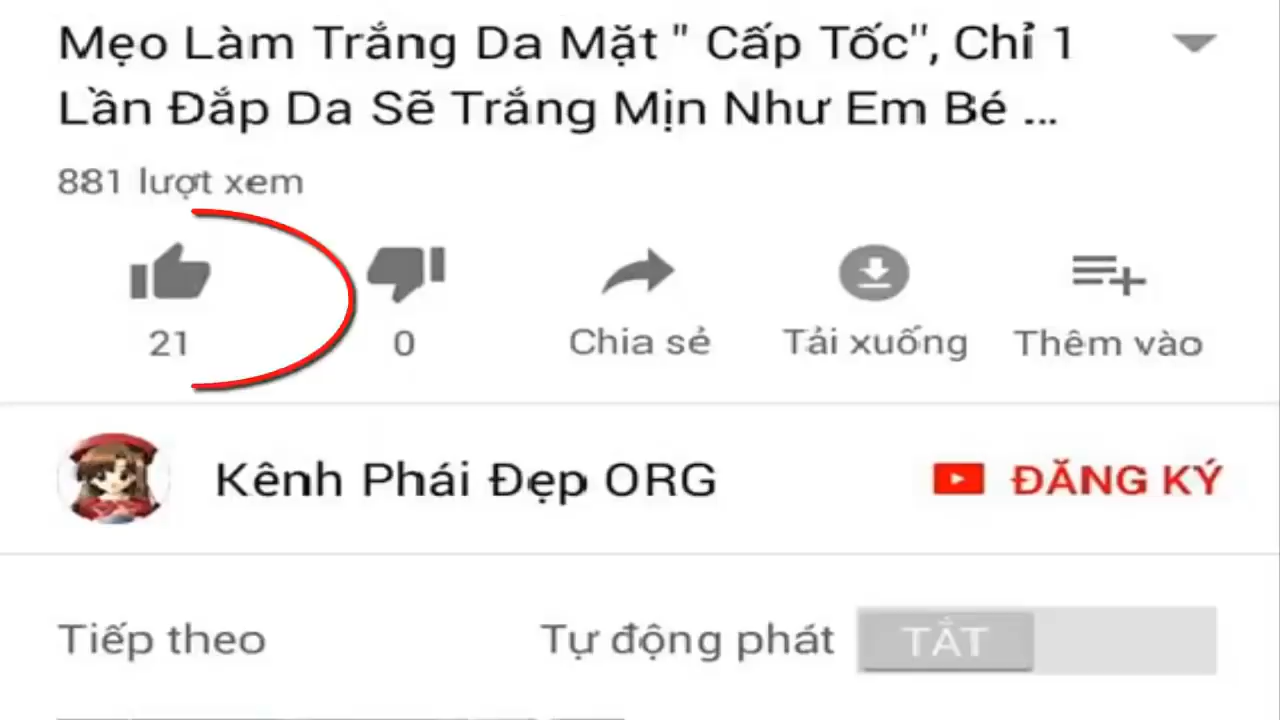 Mẹo Làm Trắng Da Mặt " Cấp Tốc", Chỉ 1
Lần Đắp Da Sẽ Trắng Mịn Như Em Bé ...
881 lượt xem
21
0
Chia sẻ
Tải xuống
Thêm vào
Kênh Phái Đẹp ORG
ĐĂNG KÝ
Tiếp theo
Tự động phát
TẮT